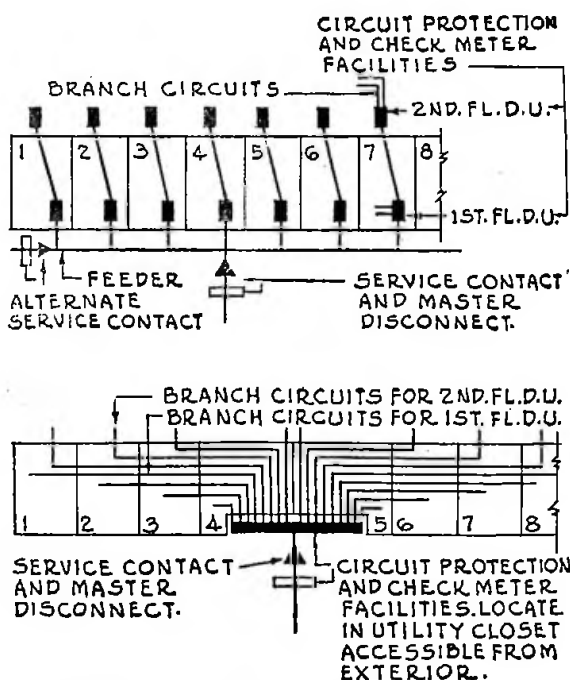 CIRCUIT PROTECTION
AND CHECK METER
FACILITIES
BRANCH CIRCUITS
2ND. FL. D.U.
1 2 3 4 5 6 7 8
1ST. FL. D.U.
FEEDER
ALTERNATE
SERVICE CONTACT
SERVICE CONTACT
AND MASTER
DISCONNECT.
BRANCH CIRCUITS FOR 2ND. FL. D.U.
BRANCH CIRCUITS FOR 1ST. FL. D.U.
1 2 3 4 5 6 7 8
SERVICE CONTACT
AND MASTER
DISCONNECT.
CIRCUIT PROTECTION
AND CHECK METER
FACILITIES. LOCATE
IN UTILITY CLOSET
ACCESSIBLE FROM
EXTERIOR.